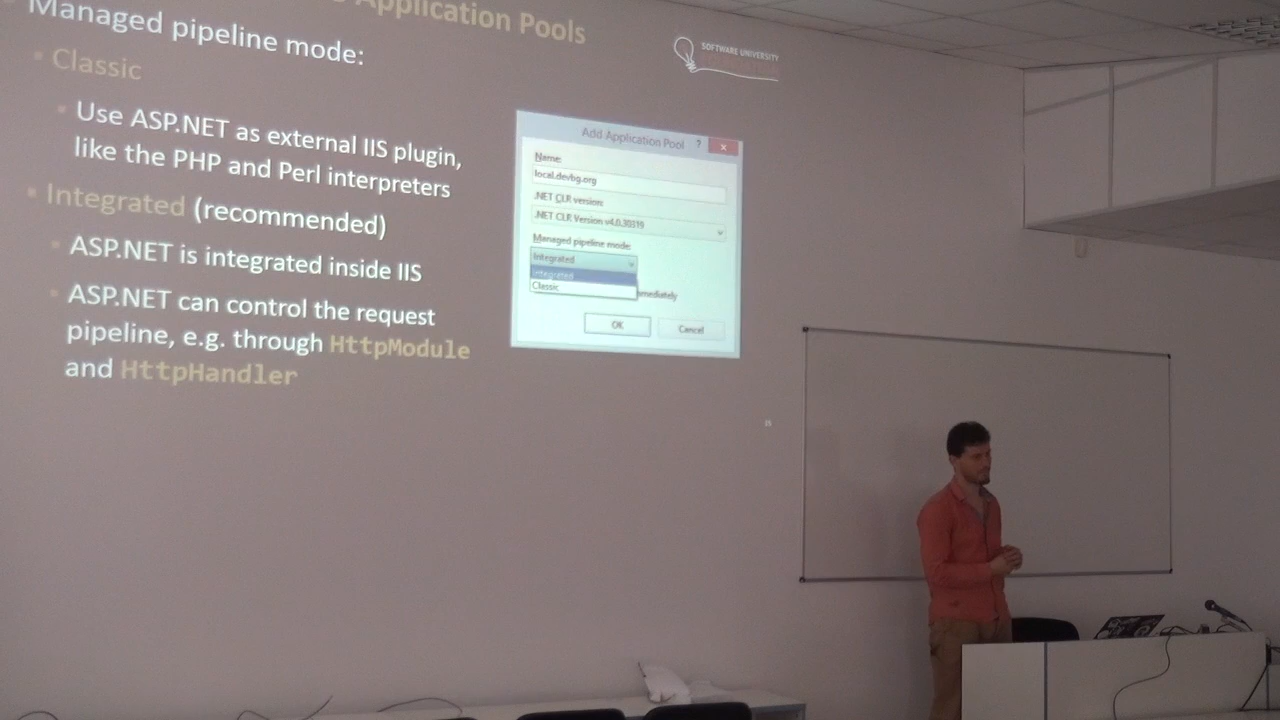 Application Pools
Managed pipeline mode:
Classic
Use ASP.NET as external IIS plugin,
like the PHP and Perl interpreters
Integrated (recommended)
ASP.NET is integrated inside IIS
ASP.NET can control the request
pipeline, e.g. through HttpModule
and HttpHandler
SOFTWARE UNIVERSITY
Add Application Pool ? x
Name:
local.devbg.org
.NET CLR version:
.NET CLR Version v4.0.30319
Managed pipeline mode:
Integrated
Integrated
Classic
mmediately
OK Cancel